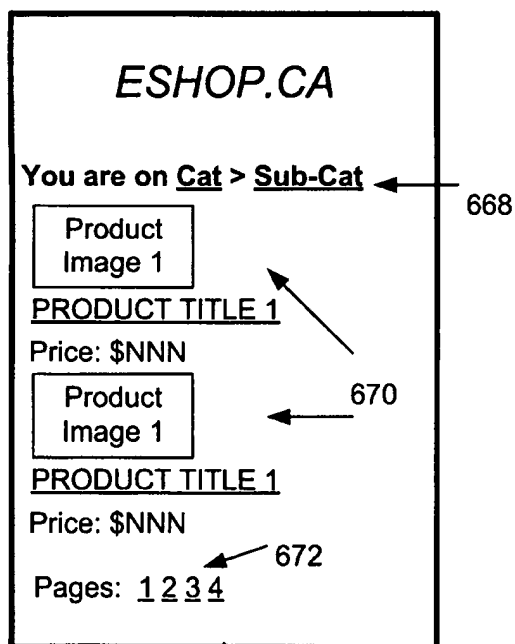 ESHOP.CA
You are on Cat > Sub-Cat
668
Product
Image 1
PRODUCT TITLE 1
Price: $NNN
670
Product
Image 1
PRODUCT TITLE 1
Price: $NNN
672
Pages: 1 2 3 4